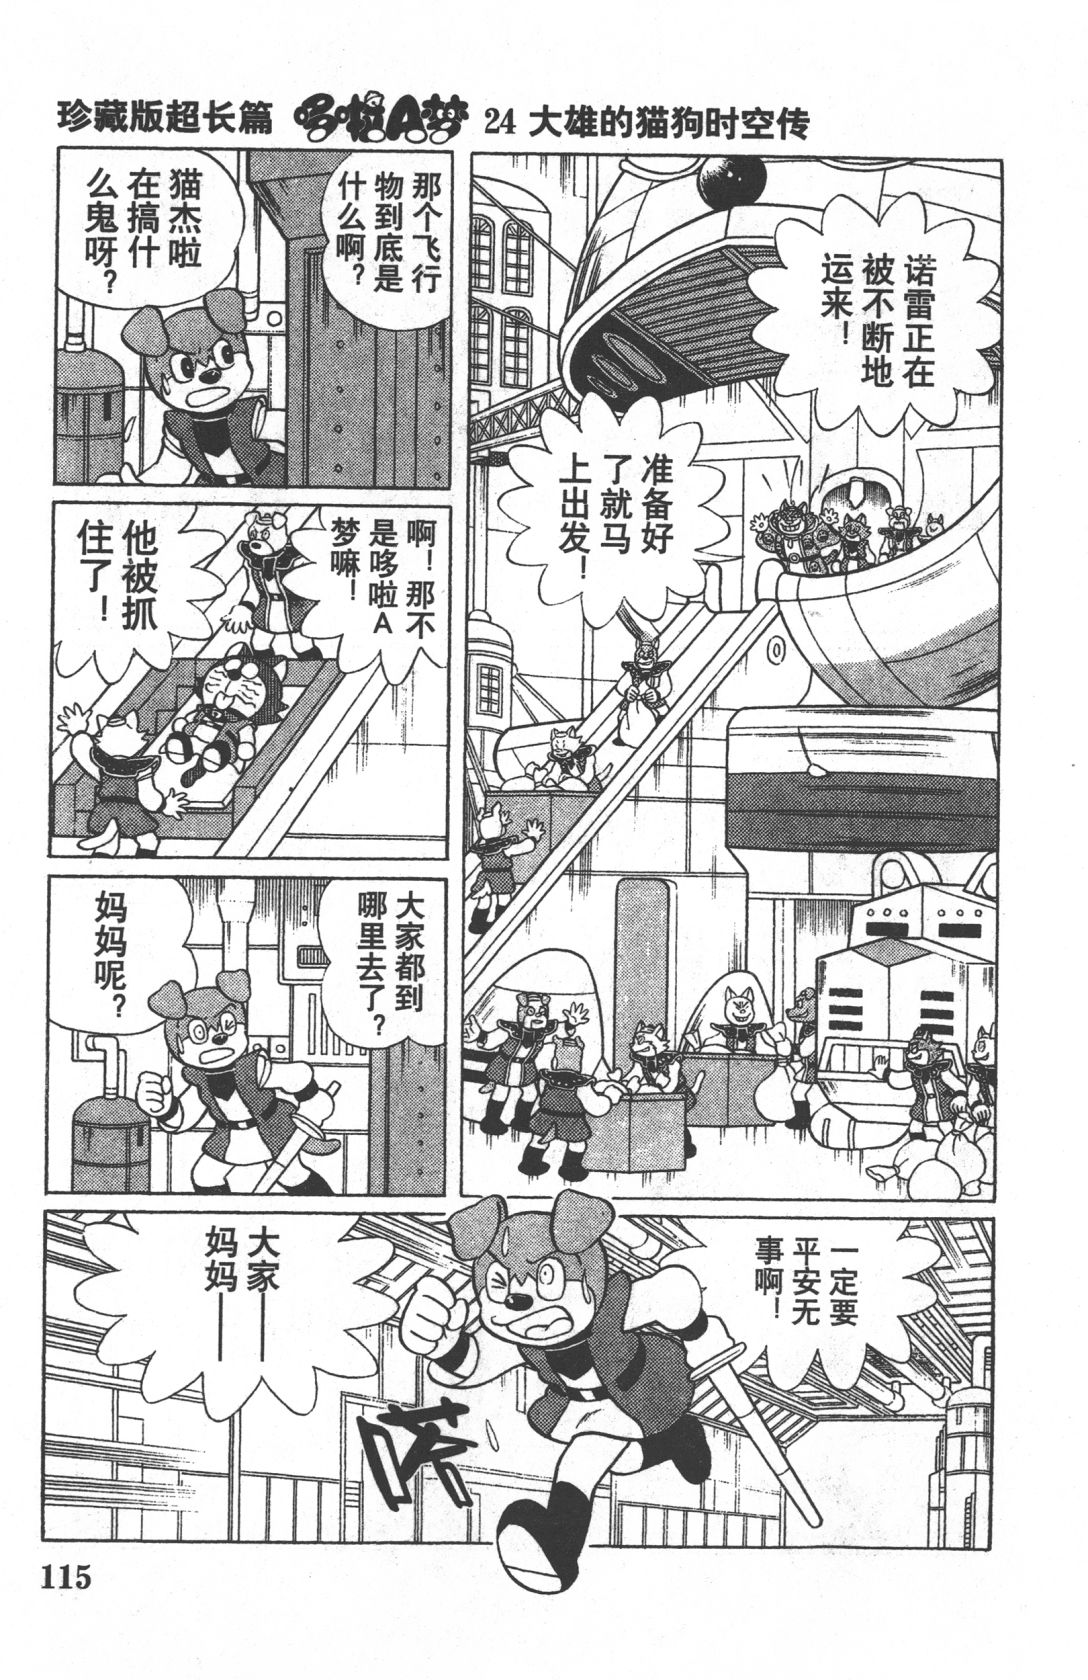 珍藏版超长篇 哆啦A梦 24 大雄的猫狗时空传
诺雷正在
被不断地
运来！
准备好
了就马
上出发！
那个飞行
物到底是
什么啊？
猫杰啦
在搞什
么鬼呀？
啊！那不
是哆啦A
梦嘛！
他被抓
住了！
大家都到
哪里去了？
妈妈呢？
一定要
平安无
事啊！
大家——
妈妈——
嗒
115